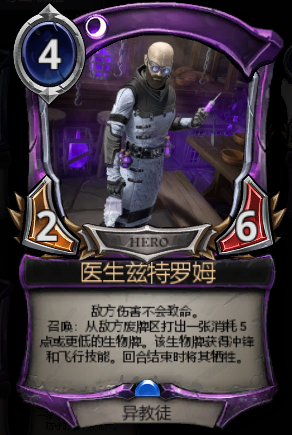 4
2
6
HERO
医生兹特罗姆
敌方伤害不会致命。
召唤：从敌方废牌区打出一张消耗 5
点或更低的生物牌。该生物牌获得冲锋
和飞行技能。回合结束时将其牺牲。
异教徒